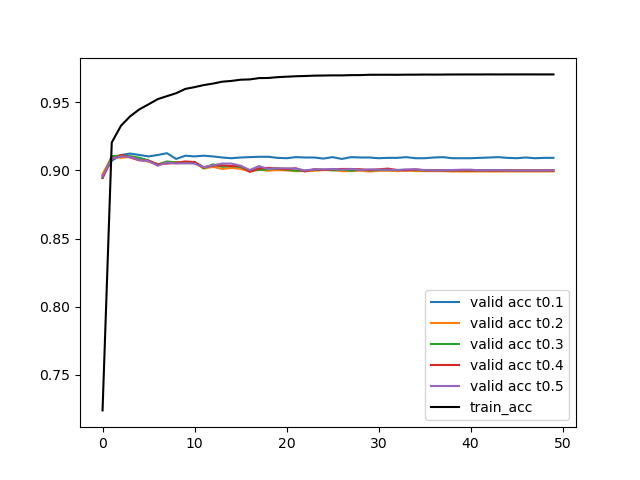 0.95
0.90
0.85
0.80
0.75
0
10
20
30
40
50
valid acc t0.1
valid acc t0.2
valid acc t0.3
valid acc t0.4
valid acc t0.5
train_acc